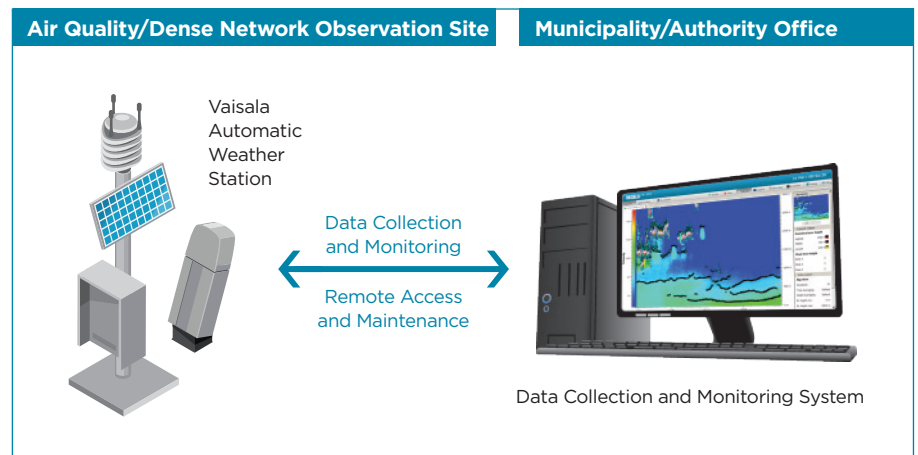 Air Quality/Dense Network Observation Site
Municipality/Authority Office
Vaisala
Automatic
Weather
Station
Data Collection
and Monitoring
Remote Access
and Maintenance
Data Collection and Monitoring System